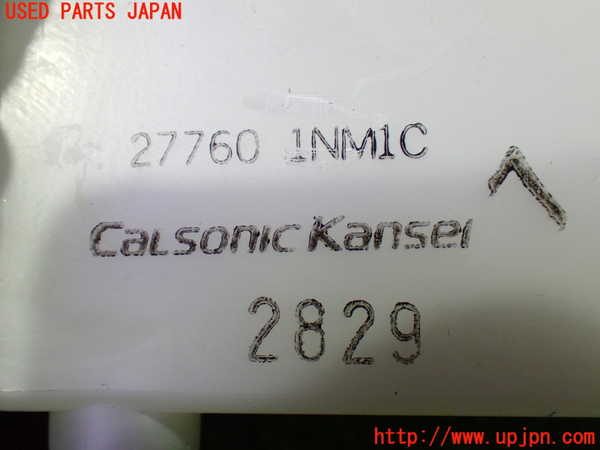 USED PARTS JAPAN
27760 1NM1C
CALSONIC KANSEI
2829
http://www.upjpn.com/